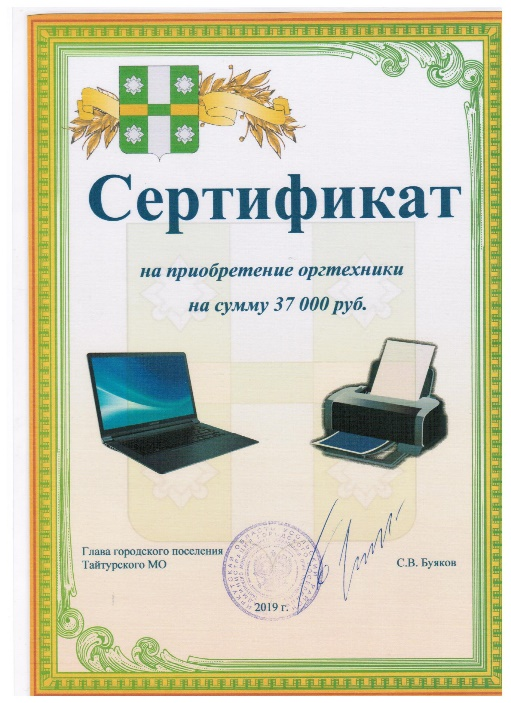 Сертификат
на приобретение оргтехники
на сумму 37 000 руб.
Глава городского поселения
Тайтурского МО
С.В. Буяков
2019 г.